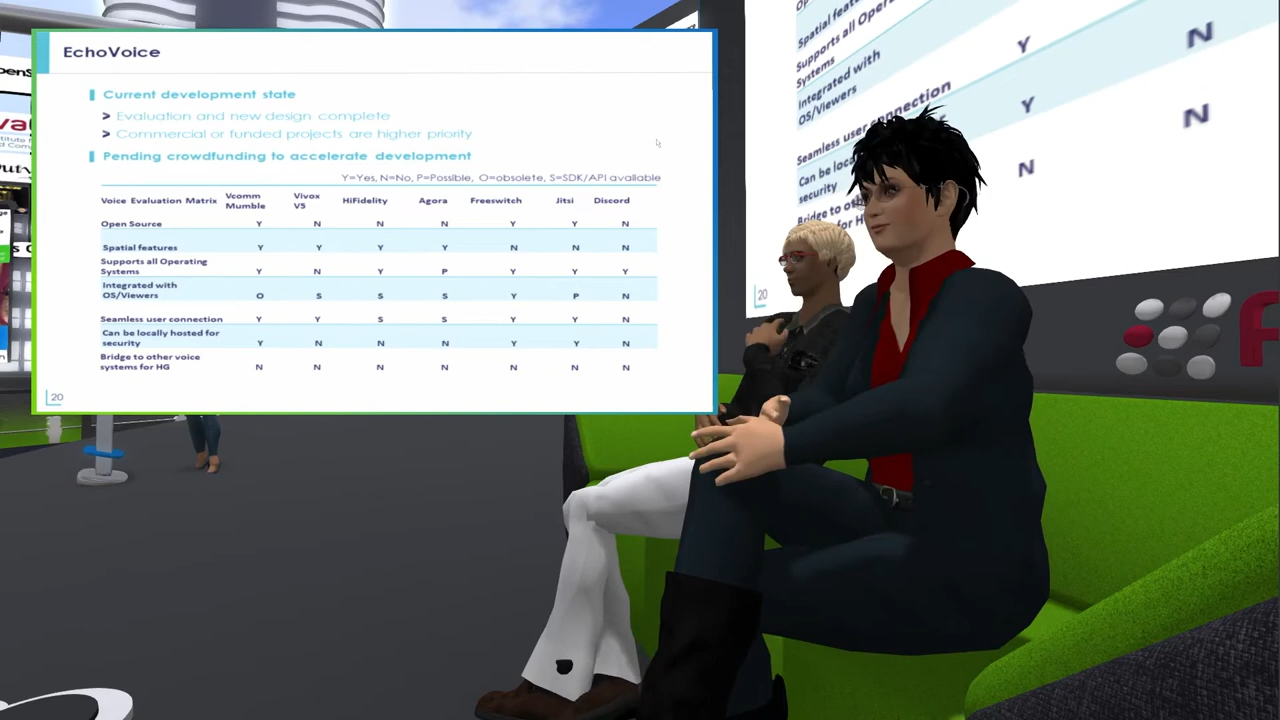 EchoVoice
Current development state
> Evaluation and new design complete
> Commercial or funded projects are higher priority
Pending crowdfunding to accelerate development
Y=Yes, N=No, P=Possible, O=obsolete, S=SDK/API available
Voice Evaluation Matrix Vcomm Mumble Vivox V5 HiFidelity Agora Freeswitch Jitsi Discord
Open Source Y N N N Y Y N
Spatial features Y Y Y Y N N N
Supports all Operating Systems Y N Y P Y Y Y
Integrated with OS/Viewers O S S S Y P N
Seamless user connection Y Y S S Y Y N
Can be locally hosted for security Y N N N Y Y N
Bridge to other voice systems for HG N N N N N N N
20
Spatial
Supports all
Systems
Y
N
Integrated with
OS/Viewers
Y
N
Seamless user connection
N
Can be
security
Bridge to
20